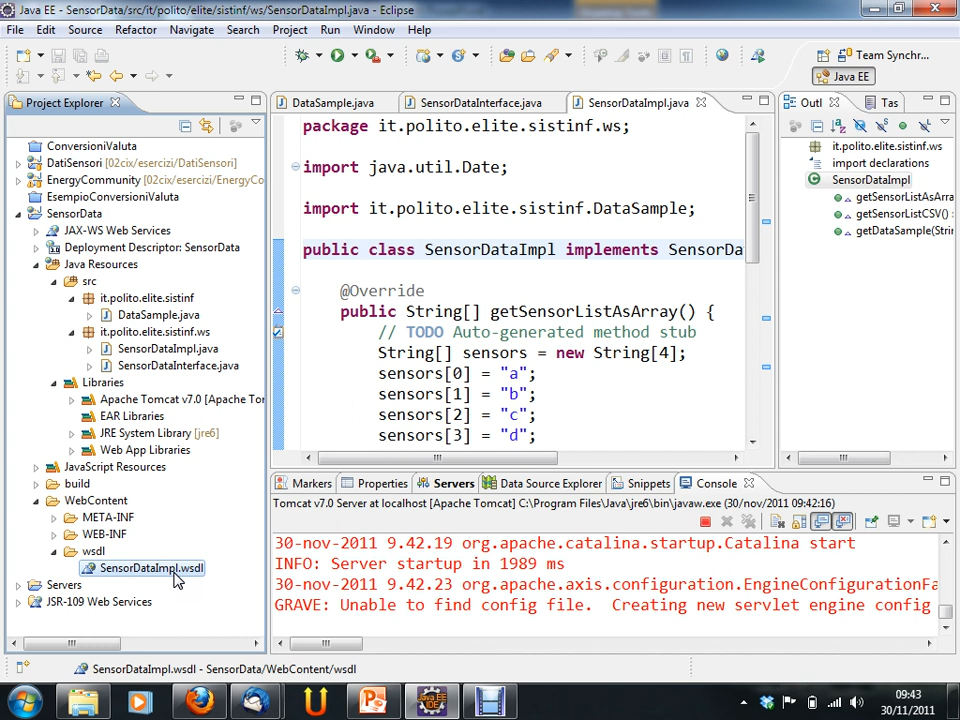 Java EE - SensorData/src/it/polito/elite/sistinf/ws/SensorDataImpl.java - Eclipse
File Edit Source Refactor Navigate Search Project Run Window Help
Team Synchr...
Java EE
Project Explorer
ConversioniValuta
DatiSensori [02cix/esercizi/DatiSensori]
EnergyCommunity [02cix/esercizi/EnergyCo
EsempioConversioniValuta
SensorData
JAX-WS Web Services
Deployment Descriptor: SensorData
Java Resources
src
it.polito.elite.sistinf
DataSample.java
it.polito.elite.sistinf.ws
SensorDataImpl.java
SensorDataInterface.java
Libraries
Apache Tomcat v7.0 [Apache Tor
EAR Libraries
JRE System Library [jre6]
Web App Libraries
JavaScript Resources
build
WebContent
META-INF
WEB-INF
wsdl
SensorDataImpl.wsdl
Servers
JSR-109 Web Services
DataSample.java SensorDataInterface.java SensorDataImpl.java
package it.polito.elite.sistinf.ws;
import java.util.Date;
import it.polito.elite.sistinf.DataSample;
public class SensorDataImpl implements SensorDa
@Override
public String[] getSensorListAsArray() {
// TODO Auto-generated method stub
String[] sensors = new String[4];
sensors[0] = "a";
sensors[1] = "b";
sensors[2] = "c";
sensors[3] = "d";
Outl Tas
it.polito.elite.sistinf.ws
import declarations
SensorDataImpl
getSensorListAsArra
getSensorListCSV() :
getDataSample(Strin
Markers Properties Servers Data Source Explorer Snippets Console
Tomcat v7.0 Server at localhost [Apache Tomcat] C:\Program Files\Java\jre6\bin\javaw.exe (30/nov/2011 09:42:16)
30-nov-2011 9.42.19 org.apache.catalina.startup.Catalina start
INFO: Server startup in 1989 ms
30-nov-2011 9.42.23 org.apache.axis.configuration.EngineConfigurationFa
GRAVE: Unable to find config file.  Creating new servlet engine config
SensorDataImpl.wsdl - SensorData/WebContent/wsdl
09:43
30/11/2011